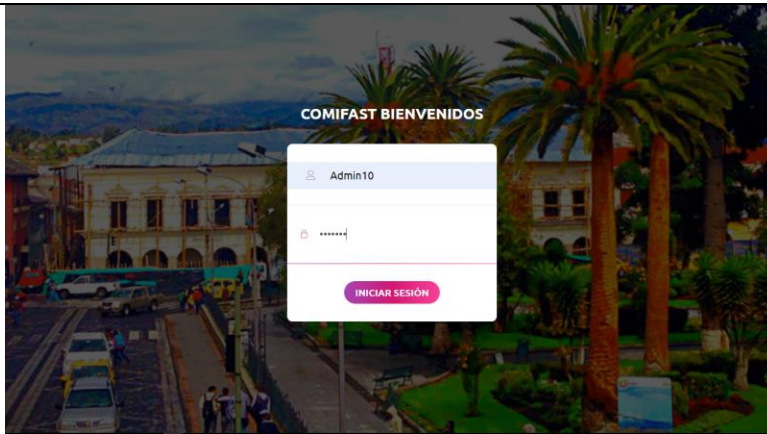 COMIFAST BIENVENIDOS
Admin10
•••••••
INICIAR SESIÓN